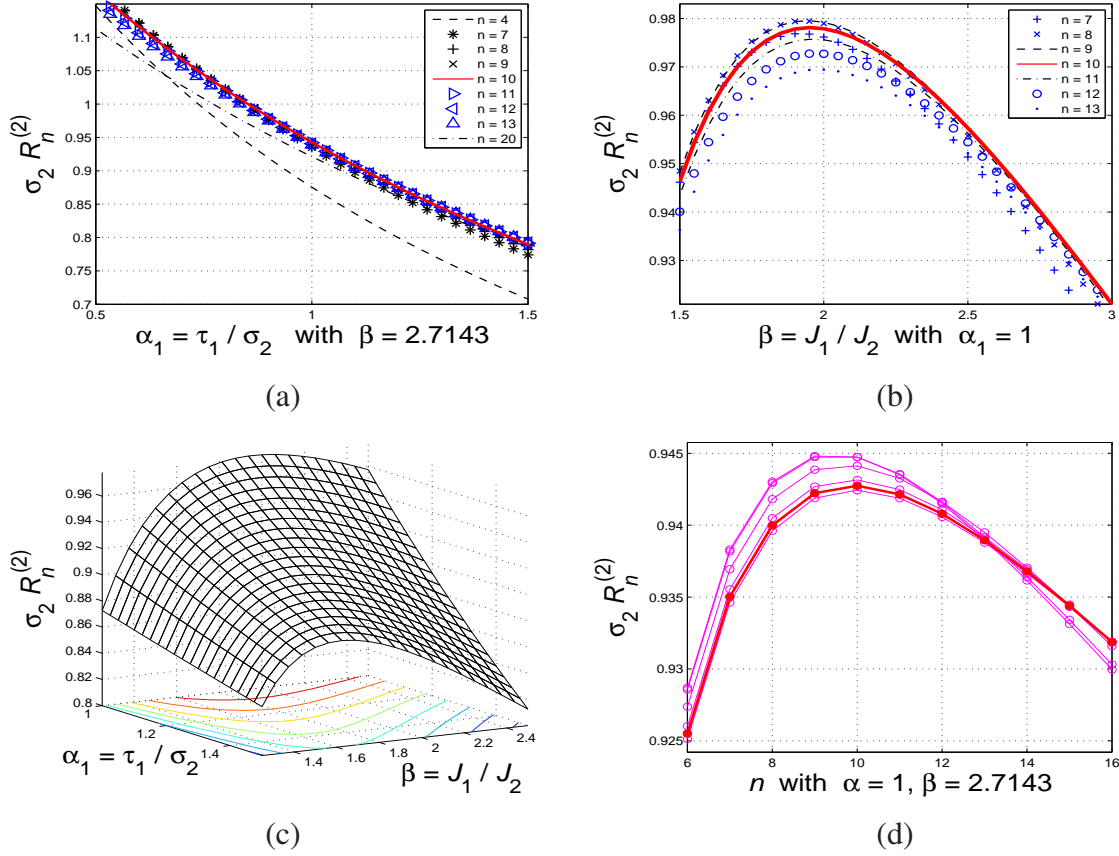 σ₂ Rₙ⁽²⁾
1.1
1.05
1
0.95
0.9
0.85
0.8
0.75
0.7
0.5
1
1.5
n = 4
n = 7
n = 8
n = 9
n = 10
n = 11
n = 12
n = 13
n = 20
α₁ = τ₁ / σ₂ with β = 2.7143
(a)
σ₂ Rₙ⁽²⁾
0.98
0.97
0.96
0.95
0.94
0.93
1.5
2
2.5
3
n = 7
n = 8
n = 9
n = 10
n = 11
n = 12
n = 13
β = J₁ / J₂ with α₁ = 1
(b)
σ₂ Rₙ⁽²⁾
0.96
0.94
0.92
0.9
0.88
0.86
0.84
0.82
0.8
1
1.2
1.4
1.4
1.6
1.8
2
2.2
2.4
α₁ = τ₁ / σ₂
β = J₁ / J₂
(c)
σ₂ Rₙ⁽²⁾
0.945
0.94
0.935
0.93
0.925
6
8
10
12
14
16
n with α = 1, β = 2.7143
(d)